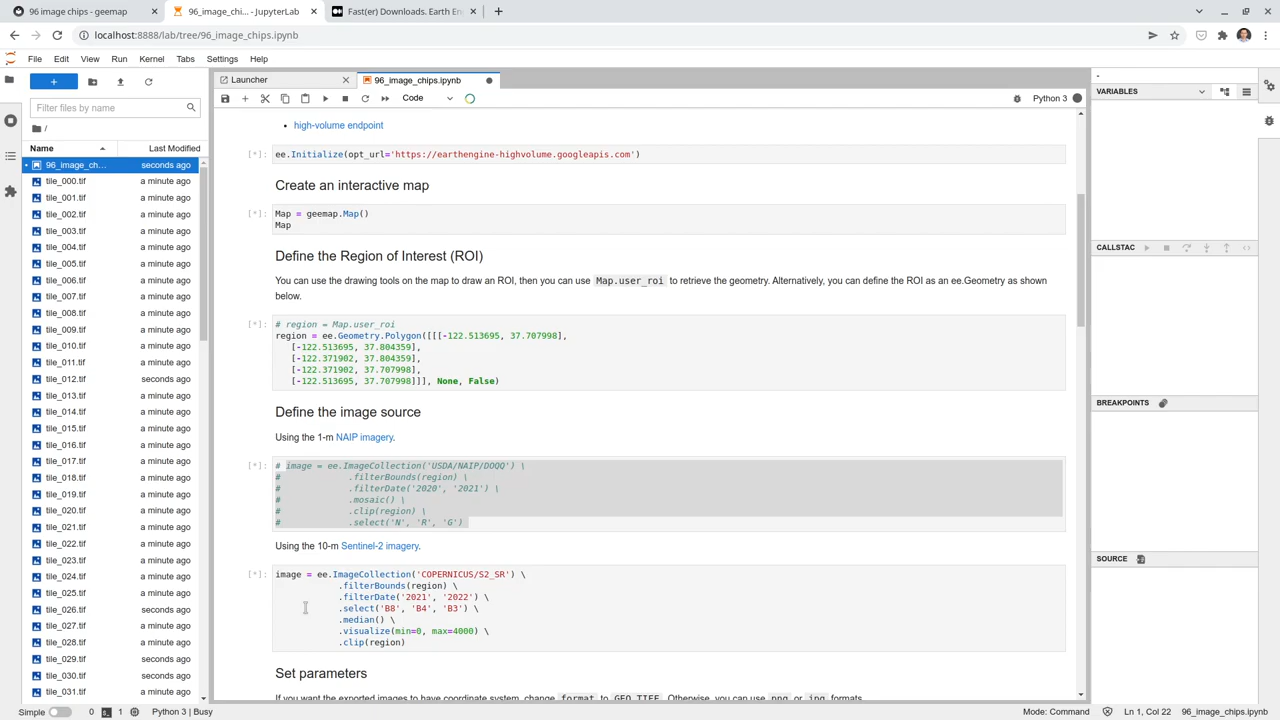 96 image chips - geemap
96_image_chi... - JupyterLab
Fast(er) Downloads. Earth En
localhost:8888/lab/tree/96_image_chips.ipynb
File Edit View Run Kernel Tabs Settings Help
Launcher
96_image_chips.ipynb
Code
Python 3
Filter files by name
/
Name
Last Modified
96_image_ch... seconds ago
tile_000.tif a minute ago
tile_001.tif a minute ago
tile_002.tif a minute ago
tile_003.tif a minute ago
tile_004.tif a minute ago
tile_005.tif a minute ago
tile_006.tif a minute ago
tile_007.tif a minute ago
tile_008.tif a minute ago
tile_009.tif a minute ago
tile_010.tif a minute ago
tile_011.tif a minute ago
tile_012.tif seconds ago
tile_013.tif a minute ago
tile_014.tif a minute ago
tile_015.tif a minute ago
tile_016.tif a minute ago
tile_017.tif a minute ago
tile_018.tif a minute ago
tile_019.tif a minute ago
tile_020.tif a minute ago
tile_021.tif a minute ago
tile_022.tif a minute ago
tile_023.tif a minute ago
tile_024.tif a minute ago
tile_025.tif a minute ago
tile_026.tif seconds ago
tile_027.tif a minute ago
tile_028.tif a minute ago
tile_029.tif seconds ago
tile_030.tif seconds ago
tile_031.tif a minute ago
• high-volume endpoint
[*]: ee.Initialize(opt_url='https://earthengine-highvolume.googleapis.com')
Create an interactive map
[*]: Map = geemap.Map()
Map
Define the Region of Interest (ROI)
You can use the drawing tools on the map to draw an ROI, then you can use Map.user_roi to retrieve the geometry. Alternatively, you can define the ROI as an ee.Geometry as shown
below.
[*]: # region = Map.user_roi
region = ee.Geometry.Polygon([[[-122.513695, 37.707998],
[-122.513695, 37.804359],
[-122.371902, 37.804359],
[-122.371902, 37.707998],
[-122.513695, 37.707998]]], None, False)
Define the image source
Using the 1-m NAIP imagery.
[*]: # image = ee.ImageCollection('USDA/NAIP/DOQQ') \
# .filterBounds(region) \
# .filterDate('2020', '2021') \
# .mosaic() \
# .clip(region) \
# .select('N', 'R', 'G')
Using the 10-m Sentinel-2 imagery.
[*]: image = ee.ImageCollection('COPERNICUS/S2_SR') \
.filterBounds(region) \
.filterDate('2021', '2022') \
.select('B8', 'B4', 'B3') \
.median() \
.visualize(min=0, max=4000) \
.clip(region)
Set parameters
If you want the exported images to have coordinate system, change format to GEO_TIFF. Otherwise, you can use png or jpg formats.
-
VARIABLES
CALLSTAC
BREAKPOINTS
SOURCE
Simple 0 1 Python 3 | Busy
Mode: Command Ln 1, Col 22 96_image_chips.ipynb